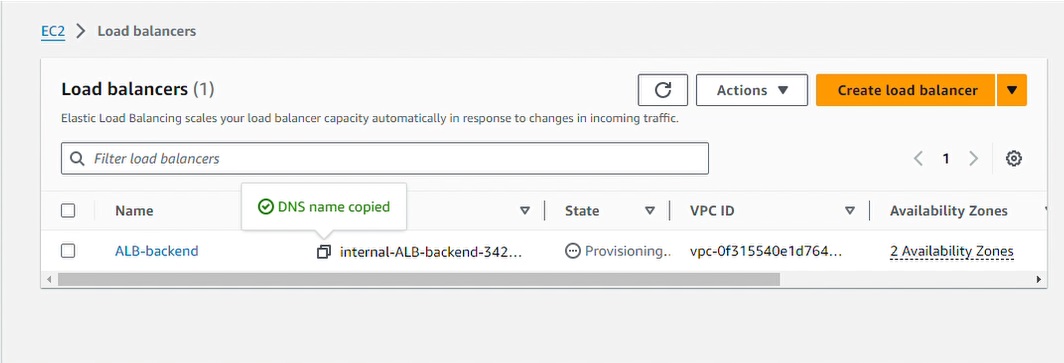 EC2 > Load balancers
Load balancers (1)
Actions
Create load balancer
Elastic Load Balancing scales your load balancer capacity automatically in response to changes in incoming traffic.
Filter load balancers
1
DNS name copied
Name
State
VPC ID
Availability Zones
ALB-backend
internal-ALB-backend-342...
Provisioning..
vpc-0f315540e1d764...
2 Availability Zones